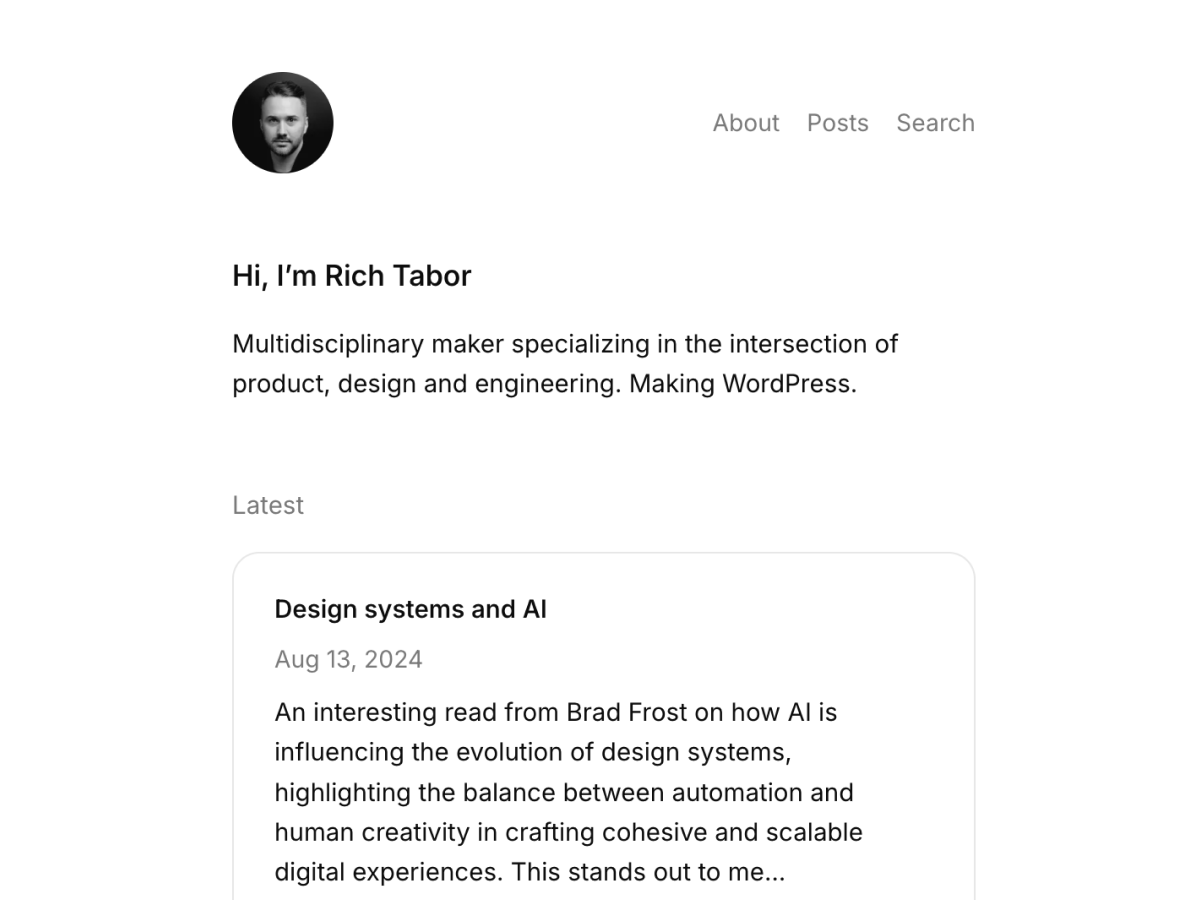 About Posts Search
Hi, I’m Rich Tabor
Multidisciplinary maker specializing in the intersection of
product, design and engineering. Making WordPress.
Latest
Design systems and AI
Aug 13, 2024
An interesting read from Brad Frost on how AI is
influencing the evolution of design systems,
highlighting the balance between automation and
human creativity in crafting cohesive and scalable
digital experiences. This stands out to me…